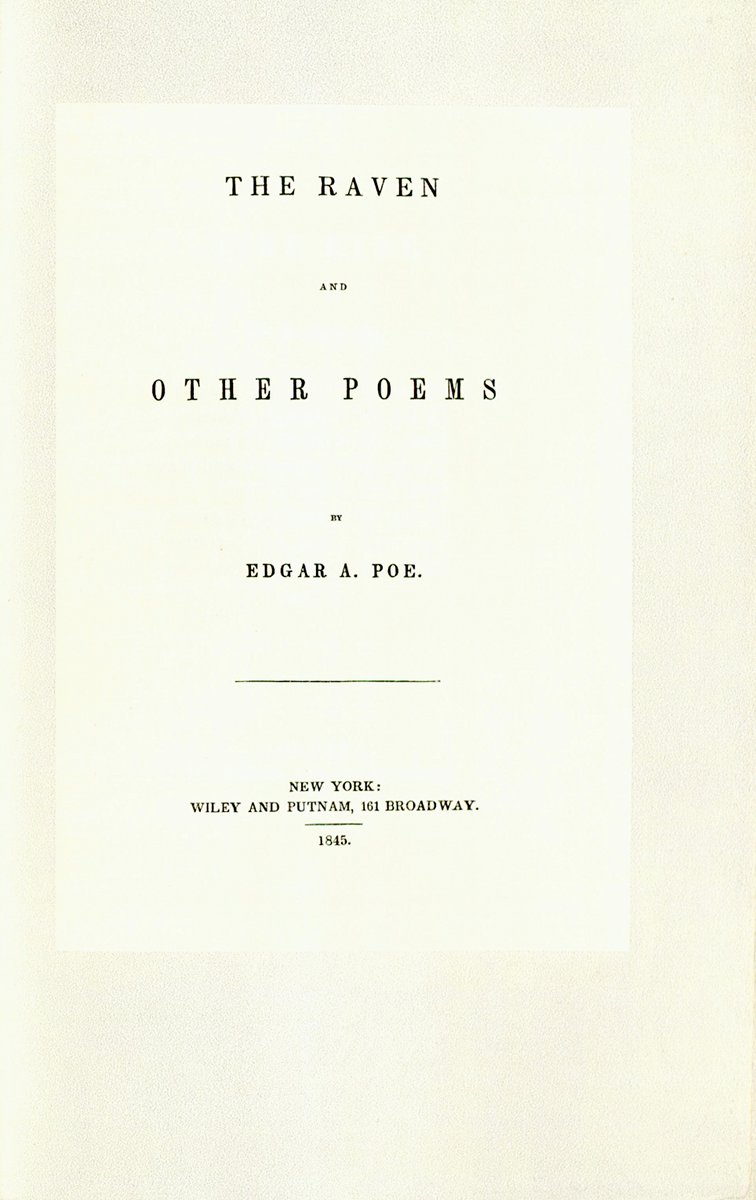 THE RAVEN
AND
OTHER POEMS
BY
EDGAR A. POE.
NEW YORK:
WILEY AND PUTNAM, 161 BROADWAY.
1845.